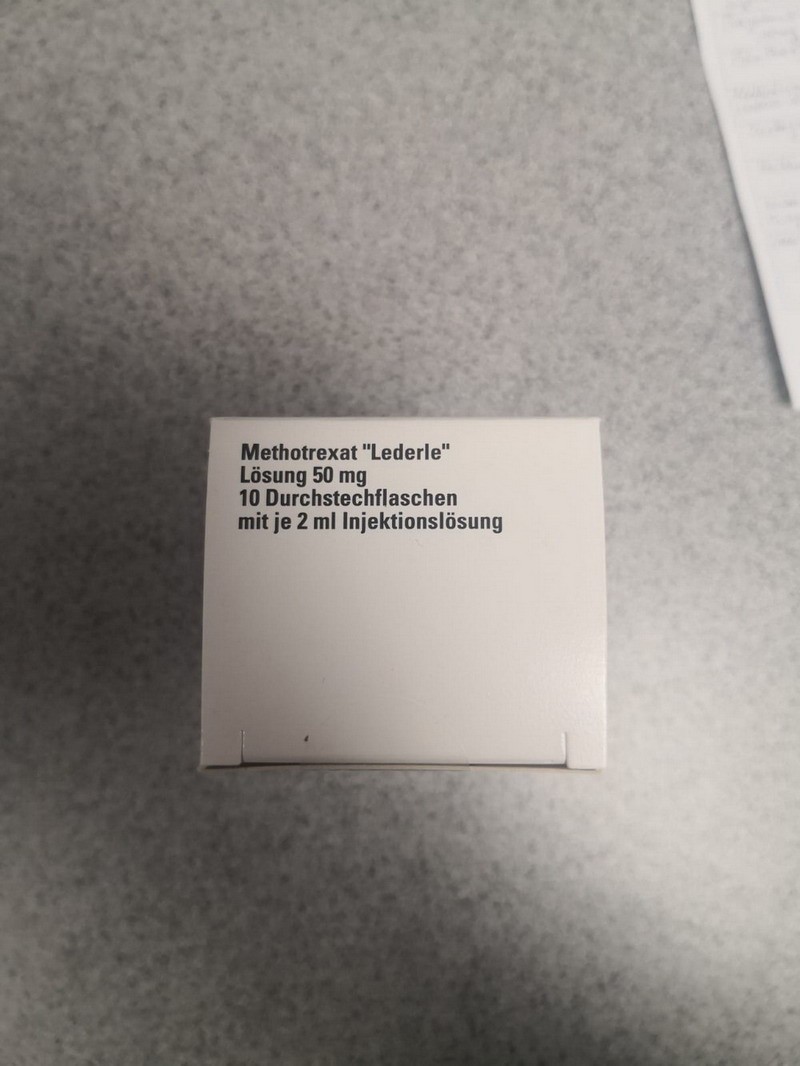 Methotrexat "Lederle"
Lösung 50 mg
10 Durchstechflaschen
mit je 2 ml Injektionslösung